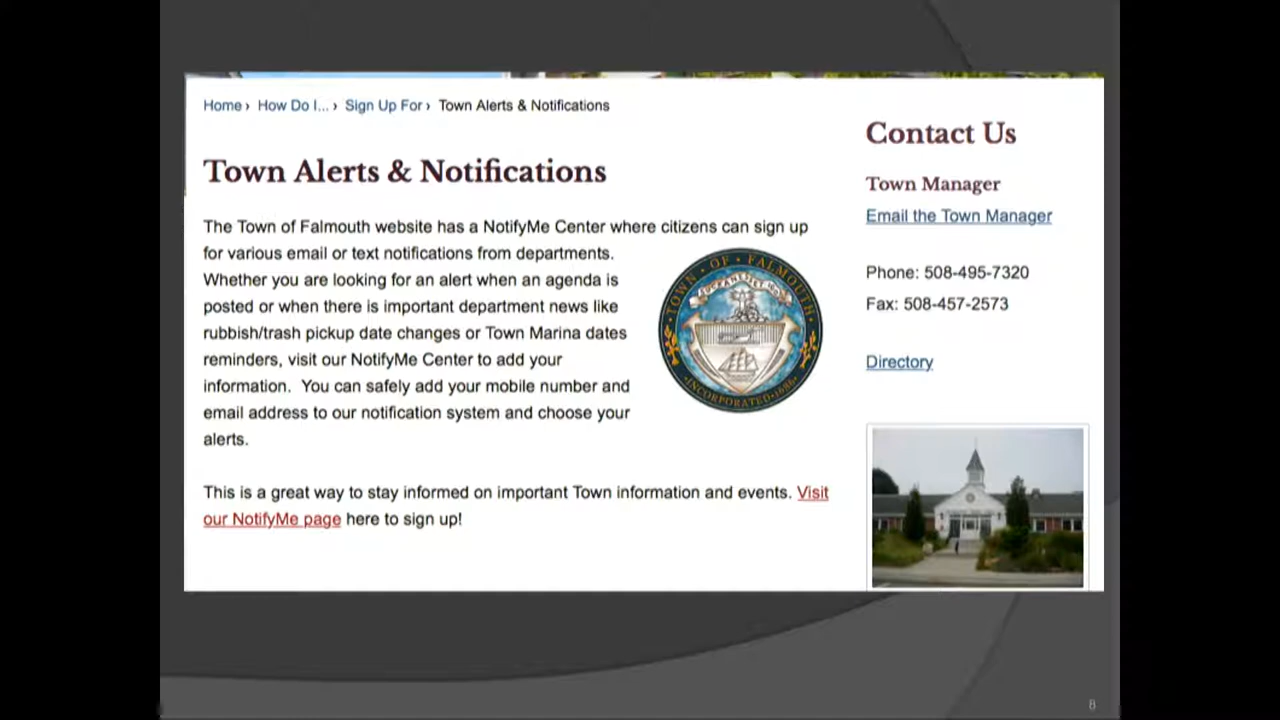 Home › How Do I... › Sign Up For › Town Alerts & Notifications
Town Alerts & Notifications
The Town of Falmouth website has a NotifyMe Center where citizens can sign up
for various email or text notifications from departments.
Whether you are looking for an alert when an agenda is
posted or when there is important department news like
rubbish/trash pickup date changes or Town Marina dates
reminders, visit our NotifyMe Center to add your
information.  You can safely add your mobile number and
email address to our notification system and choose your
alerts.
TOWN · OF · FALMOUTH
INCORPORATED · 1686
This is a great way to stay informed on important Town information and events. Visit
our NotifyMe page here to sign up!
Contact Us
Town Manager
Email the Town Manager
Phone: 508-495-7320
Fax: 508-457-2573
Directory
8